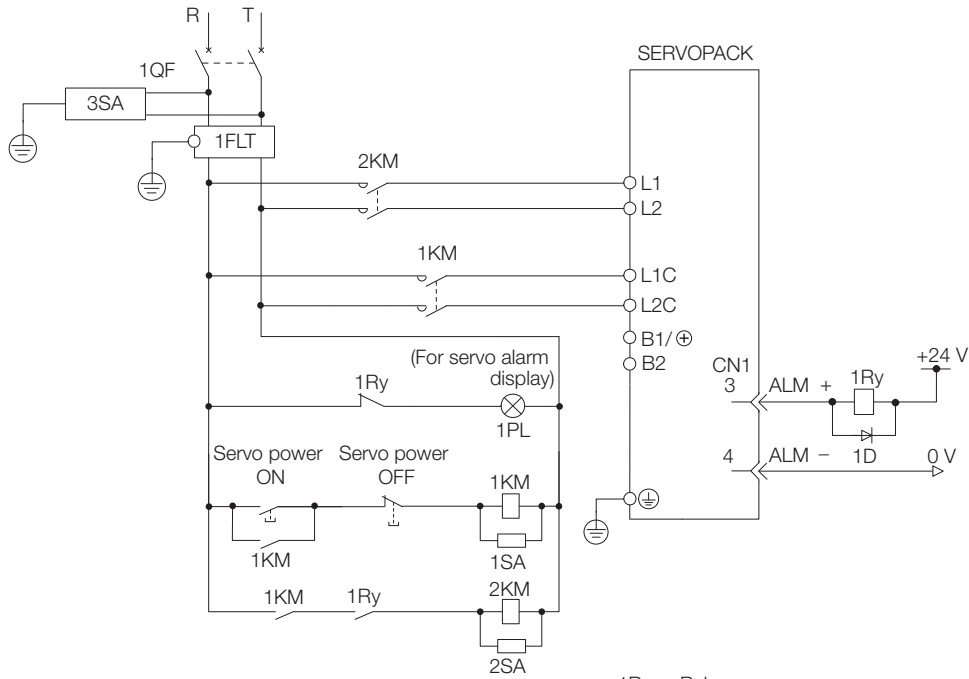 R T
SERVOPACK
1QF
3SA
1FLT
2KM
L1
L2
1KM
L1C
L2C
B1/⊕
B2
(For servo alarm
display)
+24 V
CN1
1Ry
1Ry
3 ALM +
1PL
1D
4 ALM −
0 V
Servo power
ON
Servo power
OFF
1KM
1KM
1SA
1KM
1Ry
2KM
2SA